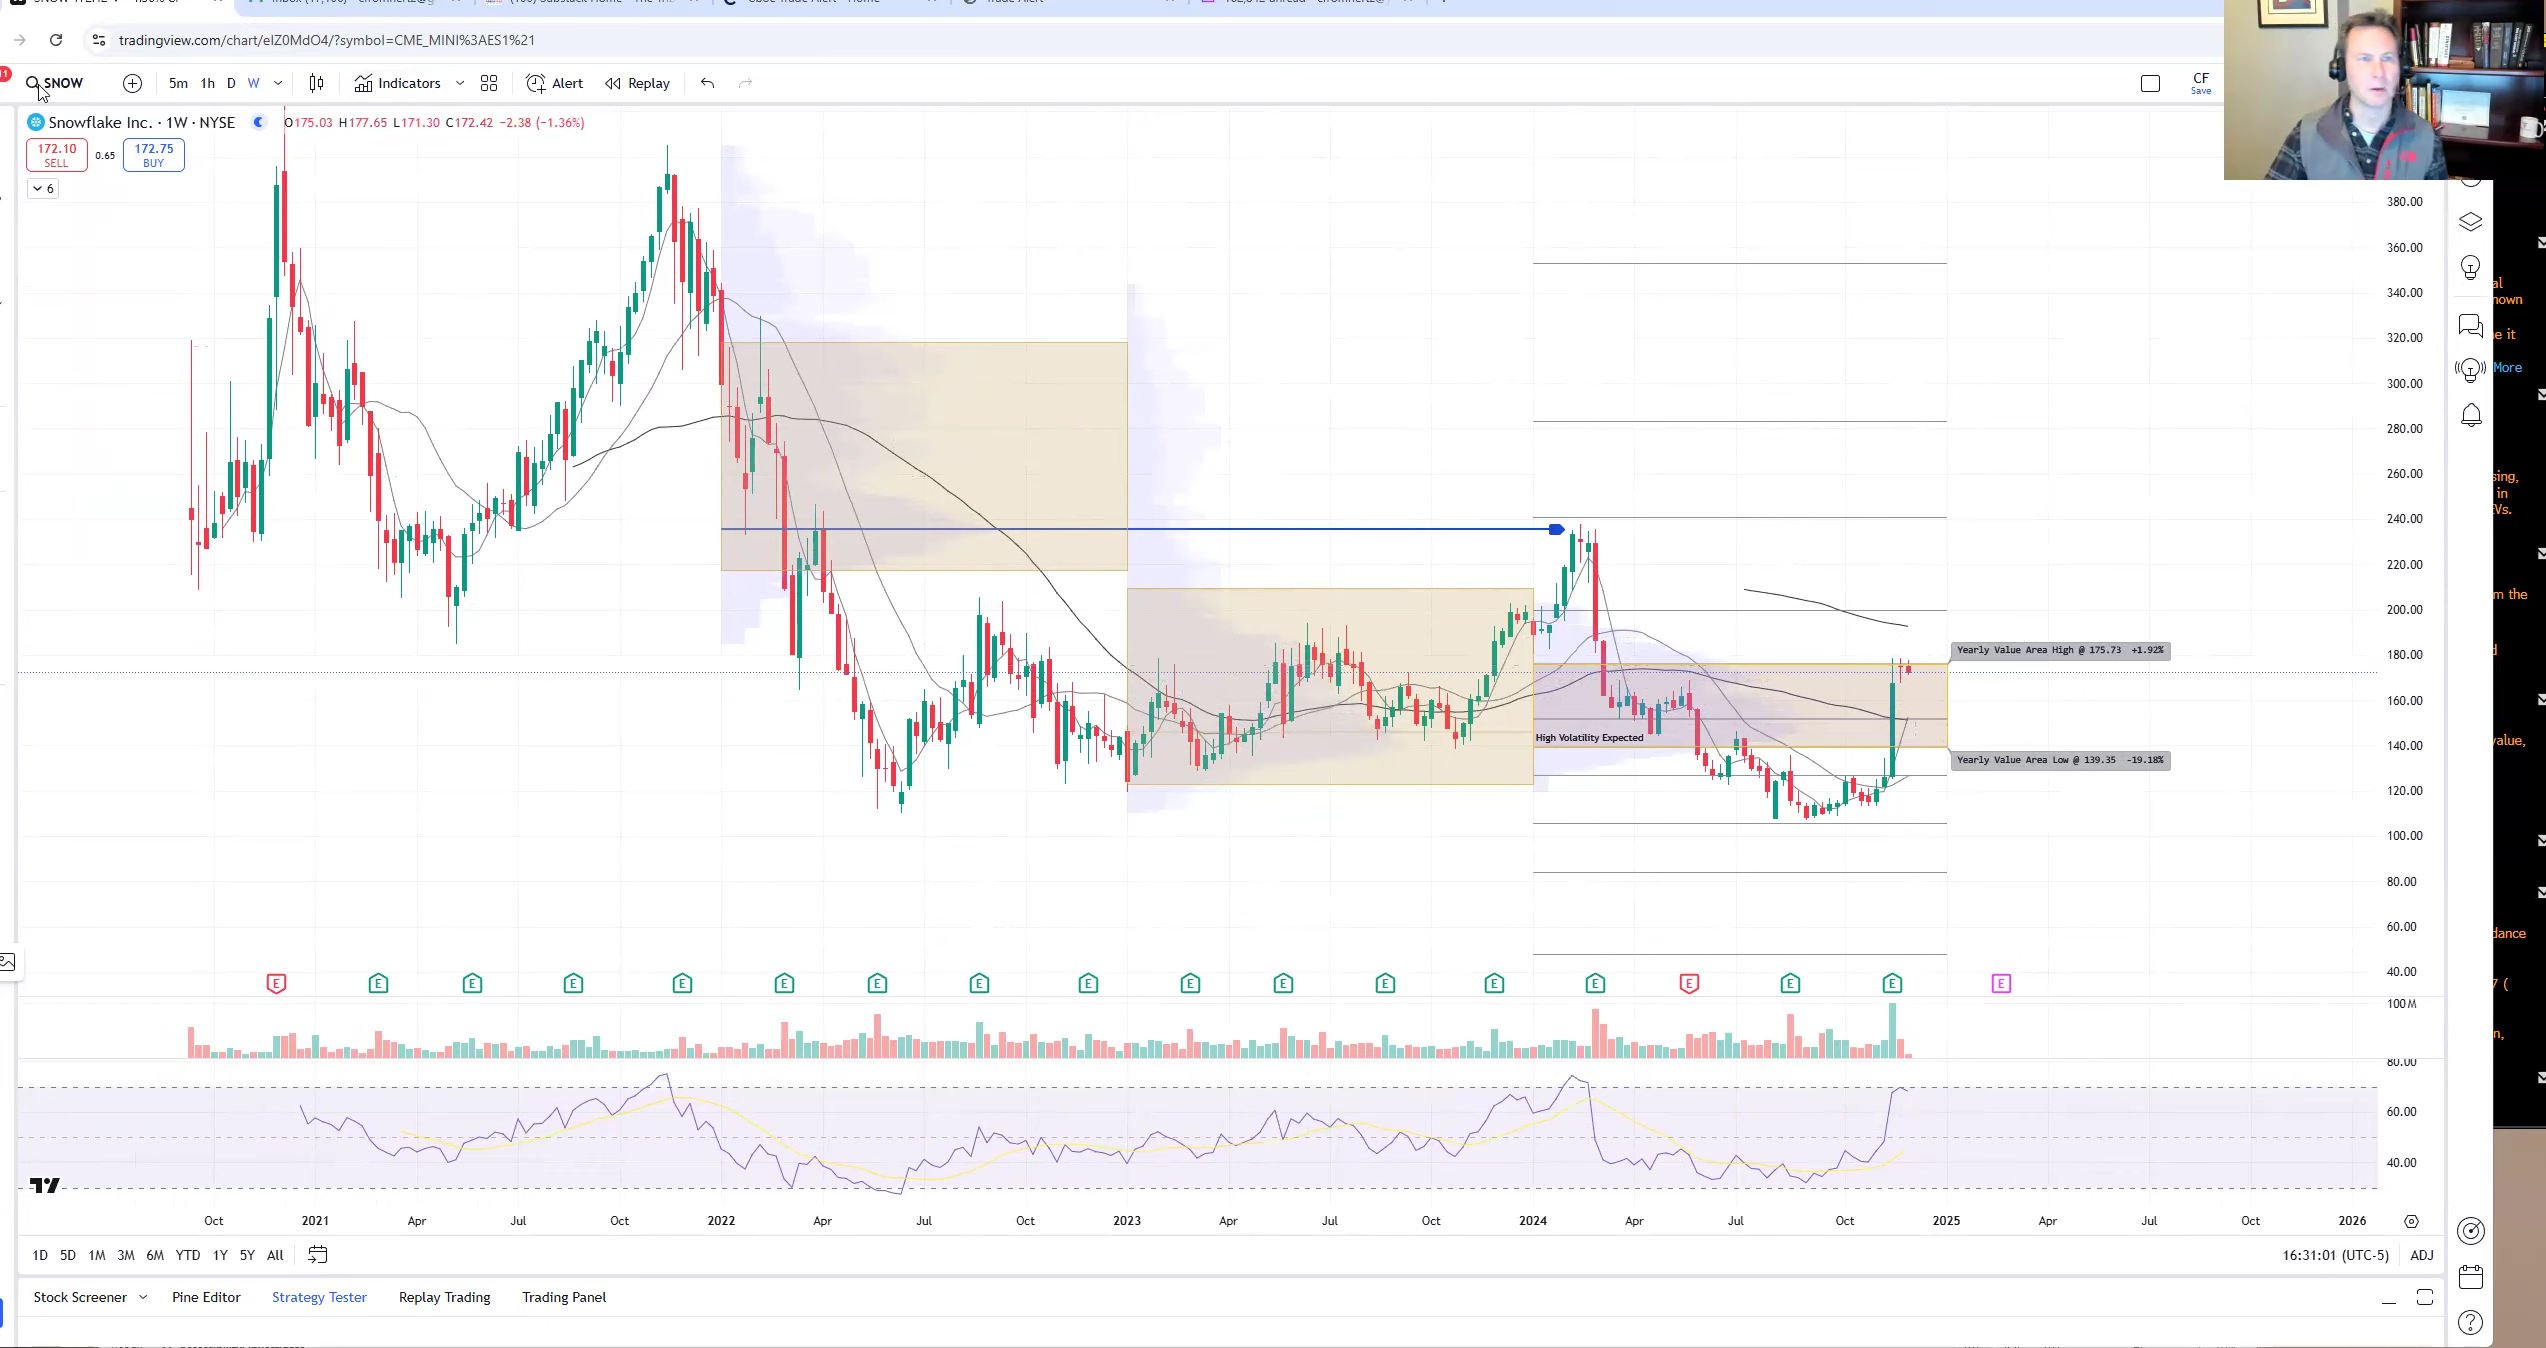 tradingview.com/chart/eIZ0MdO4/?symbol=CME_MINI%3AES1%21
11
SNOW
5m 1h D W
Indicators
Alert
Replay
CF
Save
Snowflake Inc. · 1W · NYSE
O175.03 H177.65 L171.30 C172.42 −2.38 (−1.36%)
172.10
SELL
0.65
172.75
BUY
6
380.00
360.00
340.00
320.00
300.00
280.00
260.00
240.00
220.00
200.00
180.00
160.00
140.00
120.00
100.00
80.00
60.00
40.00
Yearly Value Area High @ 175.73 +1.92%
High Volatility Expected
Yearly Value Area Low @ 139.35 -19.18%
E E E E E E E E E E E E E E E E E E
100M
80.00
60.00
40.00
Oct 2021 Apr Jul Oct 2022 Apr Jul Oct 2023 Apr Jul Oct 2024 Apr Jul Oct 2025 Apr Jul Oct 2026
1D 5D 1M 3M 6M YTD 1Y 5Y All
16:31:01 (UTC-5) ADJ
Stock Screener Pine Editor Strategy Tester Replay Trading Trading Panel
More